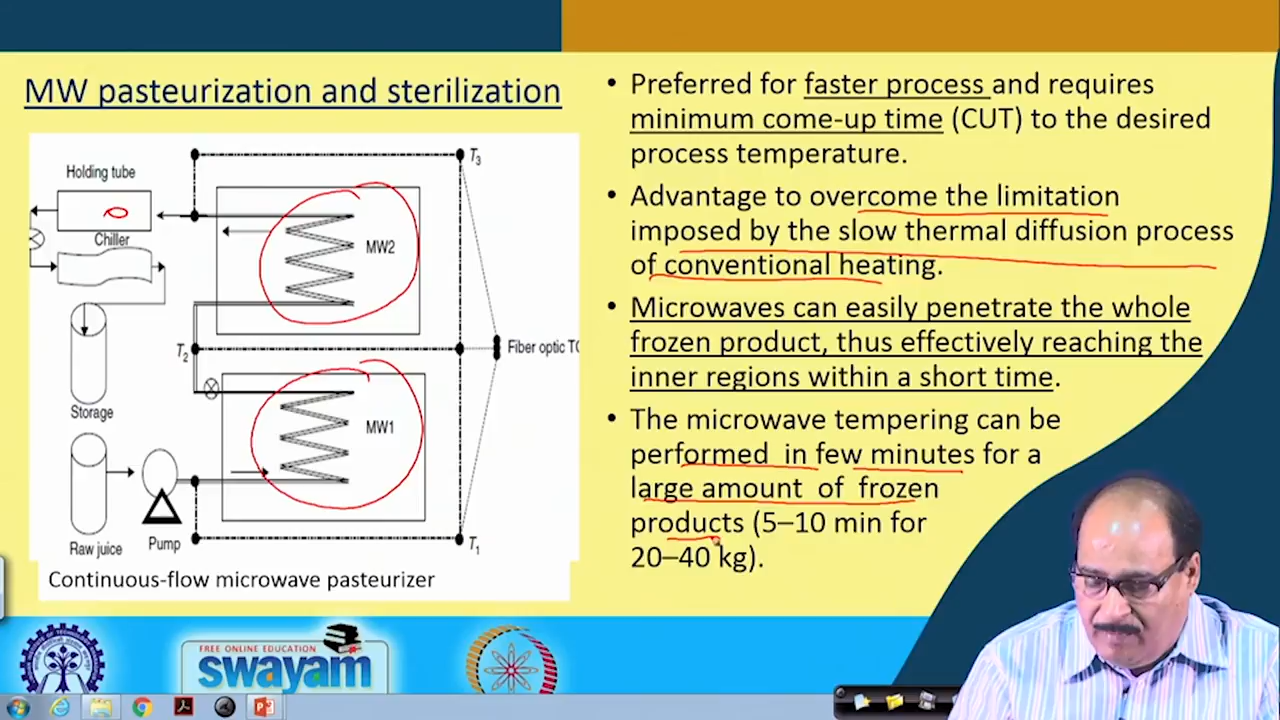 MW pasteurization and sterilization
Holding tube
Chiller
Storage
Raw juice
Pump
MW2
MW1
T3
T2
T1
Fiber optic
Continuous-flow microwave pasteurizer
• Preferred for faster process and requires
minimum come-up time (CUT) to the desired
process temperature.
• Advantage to overcome the limitation
imposed by the slow thermal diffusion process
of conventional heating.
• Microwaves can easily penetrate the whole
frozen product, thus effectively reaching the
inner regions within a short time.
• The microwave tempering can be
performed in few minutes for a
large amount of frozen
products (5–10 min for
20–40 kg).
FREE ONLINE EDUCATION
swayam